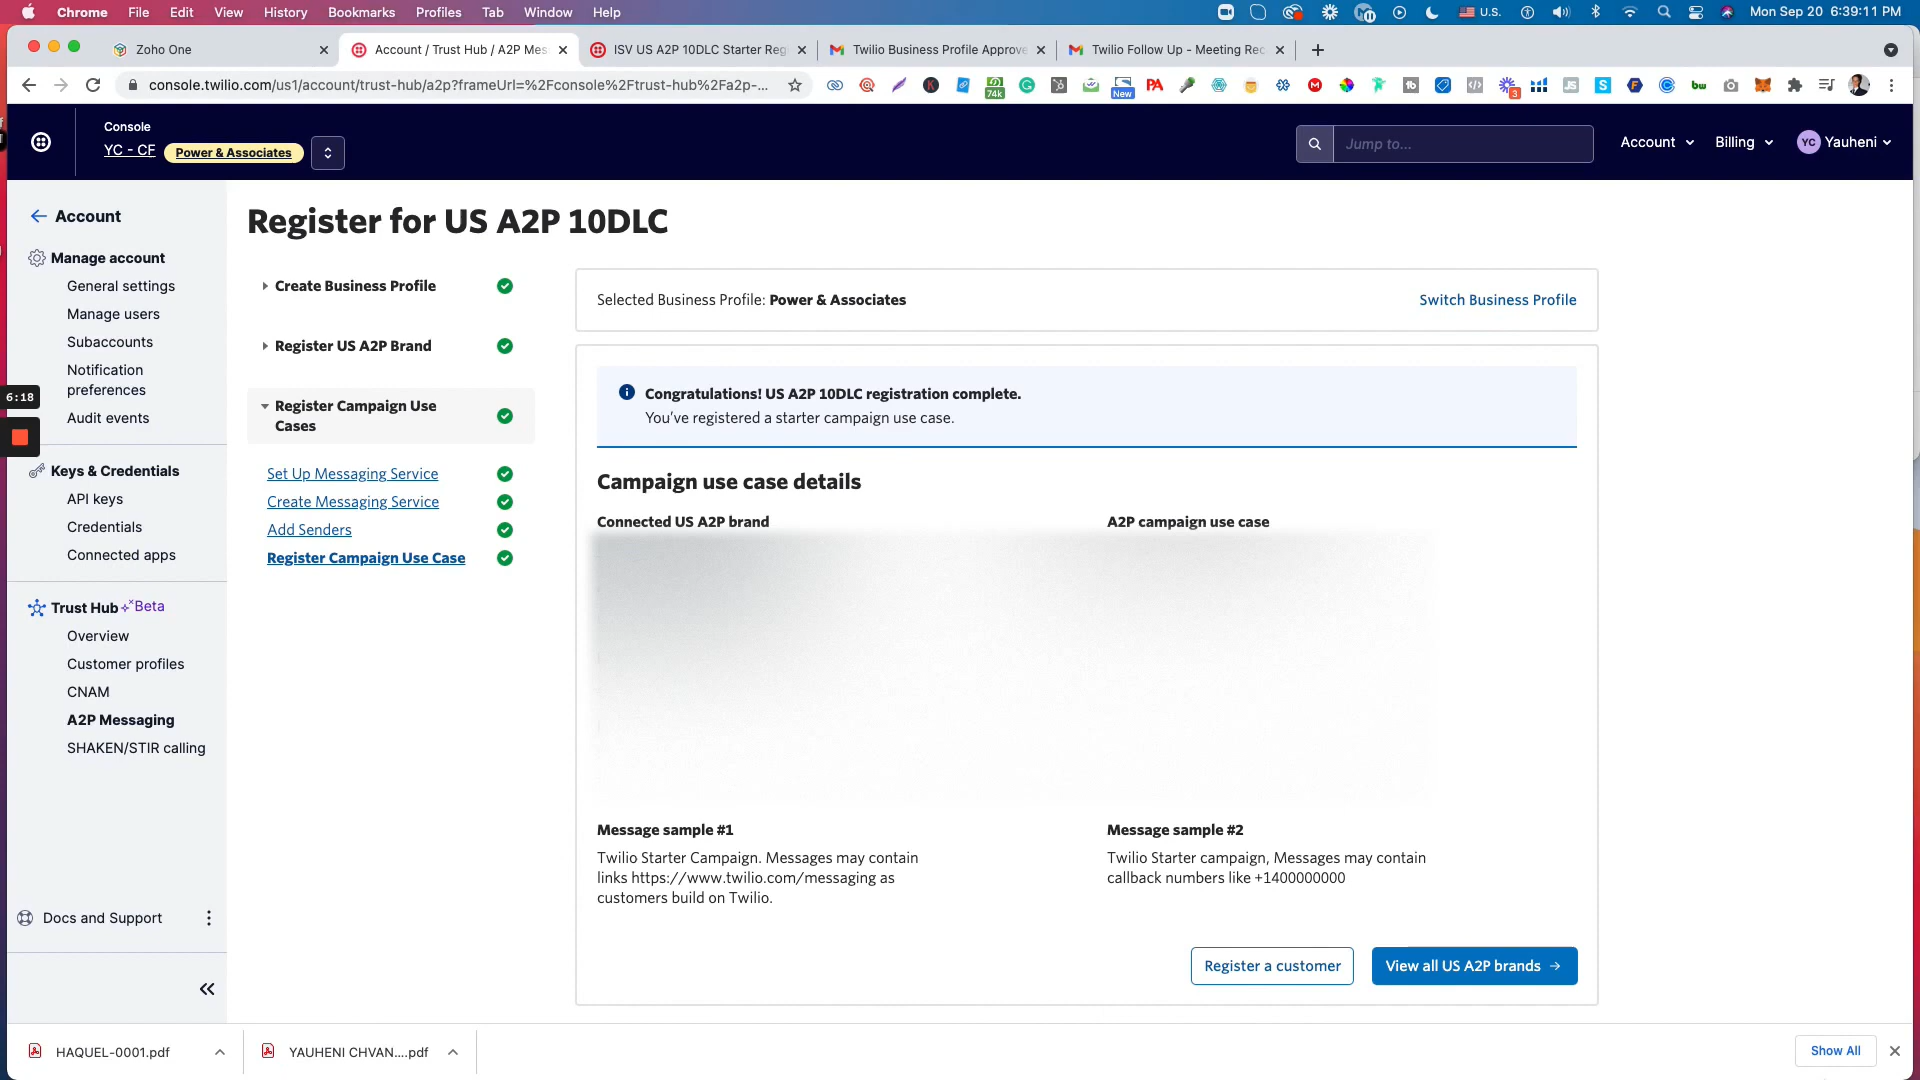 Chrome File Edit View History Bookmarks Profiles Tab Window Help
U.S. Mon Sep 20 6:39:11 PM
Zoho One
Account / Trust Hub / A2P Mes
ISV US A2P 10DLC Starter Reg
Twilio Business Profile Approve
Twilio Follow Up - Meeting Rec
console.twilio.com/us1/account/trust-hub/a2p?frameUrl=%2Fconsole%2Ftrust-hub%2Fa2p-...
74k
New
PA
3
JS
bw
Console
YC - CF
Power & Associates
Jump to...
Account
Billing
YC Yauheni
Account
Manage account
General settings
Manage users
Subaccounts
Notification
preferences
Audit events
6:18
Keys & Credentials
API keys
Credentials
Connected apps
Trust Hub Beta
Overview
Customer profiles
CNAM
A2P Messaging
SHAKEN/STIR calling
Docs and Support
Register for US A2P 10DLC
Create Business Profile
Register US A2P Brand
Register Campaign Use
Cases
Set Up Messaging Service
Create Messaging Service
Add Senders
Register Campaign Use Case
Selected Business Profile: Power & Associates
Switch Business Profile
Congratulations! US A2P 10DLC registration complete.
You've registered a starter campaign use case.
Campaign use case details
Connected US A2P brand
A2P campaign use case
Message sample #1
Twilio Starter Campaign. Messages may contain
links https://www.twilio.com/messaging as
customers build on Twilio.
Message sample #2
Twilio Starter campaign, Messages may contain
callback numbers like +1400000000
Register a customer
View all US A2P brands →
HAQUEL-0001.pdf
YAUHENI CHVAN....pdf
Show All